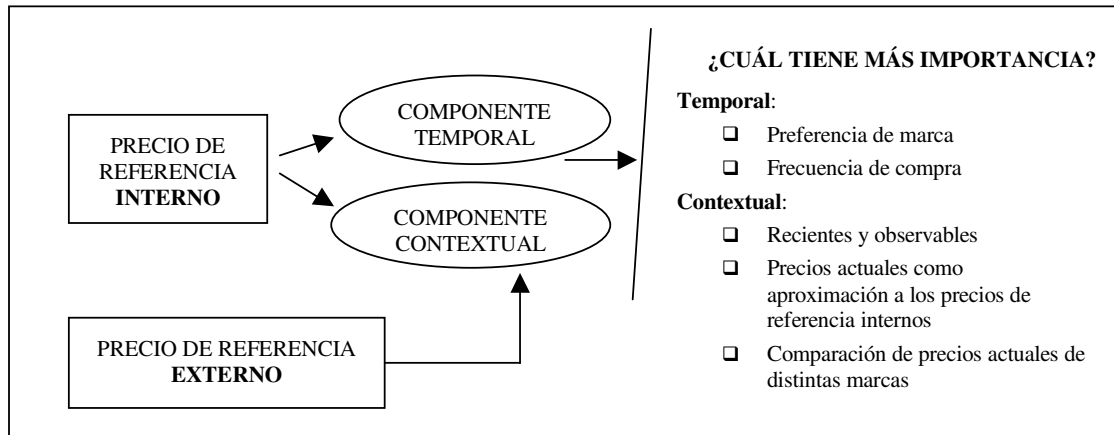 PRECIO DE
REFERENCIA
INTERNO
COMPONENTE
TEMPORAL
COMPONENTE
CONTEXTUAL
PRECIO DE REFERENCIA
EXTERNO
¿CUÁL TIENE MÁS IMPORTANCIA?
Temporal:
Preferencia de marca
Frecuencia de compra
Contextual:
Recientes y observables
Precios actuales como
aproximación a los precios de
referencia internos
Comparación de precios actuales de
distintas marcas